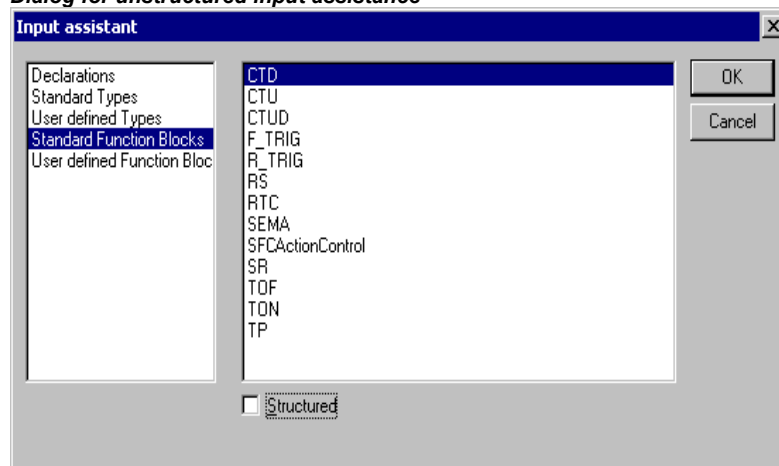 Dialog for unstructured input assistance
Input assistant
Declarations
Standard Types
User defined Types
Standard Function Blocks
User defined Function Bloc
CTD
CTU
CTUD
F_TRIG
R_TRIG
RS
RTC
SEMA
SFCActionControl
SR
TOF
TON
TP
OK
Cancel
Structured